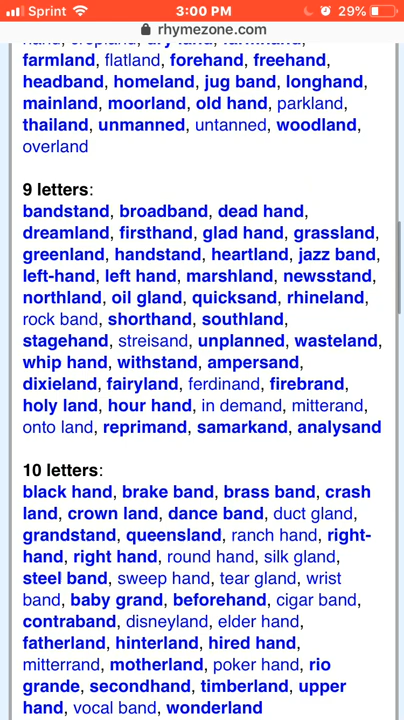 Sprint 3:00 PM 29%
rhymezone.com
farmland, flatland, forehand, freehand,
headband, homeland, jug band, longhand,
mainland, moorland, old hand, parkland,
thailand, unmanned, untanned, woodland,
overland
9 letters:
bandstand, broadband, dead hand,
dreamland, firsthand, glad hand, grassland,
greenland, handstand, heartland, jazz band,
left-hand, left hand, marshland, newsstand,
northland, oil gland, quicksand, rhineland,
rock band, shorthand, southland,
stagehand, streisand, unplanned, wasteland,
whip hand, withstand, ampersand,
dixieland, fairyland, ferdinand, firebrand,
holy land, hour hand, in demand, mitterand,
onto land, reprimand, samarkand, analysand
10 letters:
black hand, brake band, brass band, crash
land, crown land, dance band, duct gland,
grandstand, queensland, ranch hand, right-
hand, right hand, round hand, silk gland,
steel band, sweep hand, tear gland, wrist
band, baby grand, beforehand, cigar band,
contraband, disneyland, elder hand,
fatherland, hinterland, hired hand,
mitterrand, motherland, poker hand, rio
grande, secondhand, timberland, upper
hand, vocal band, wonderland